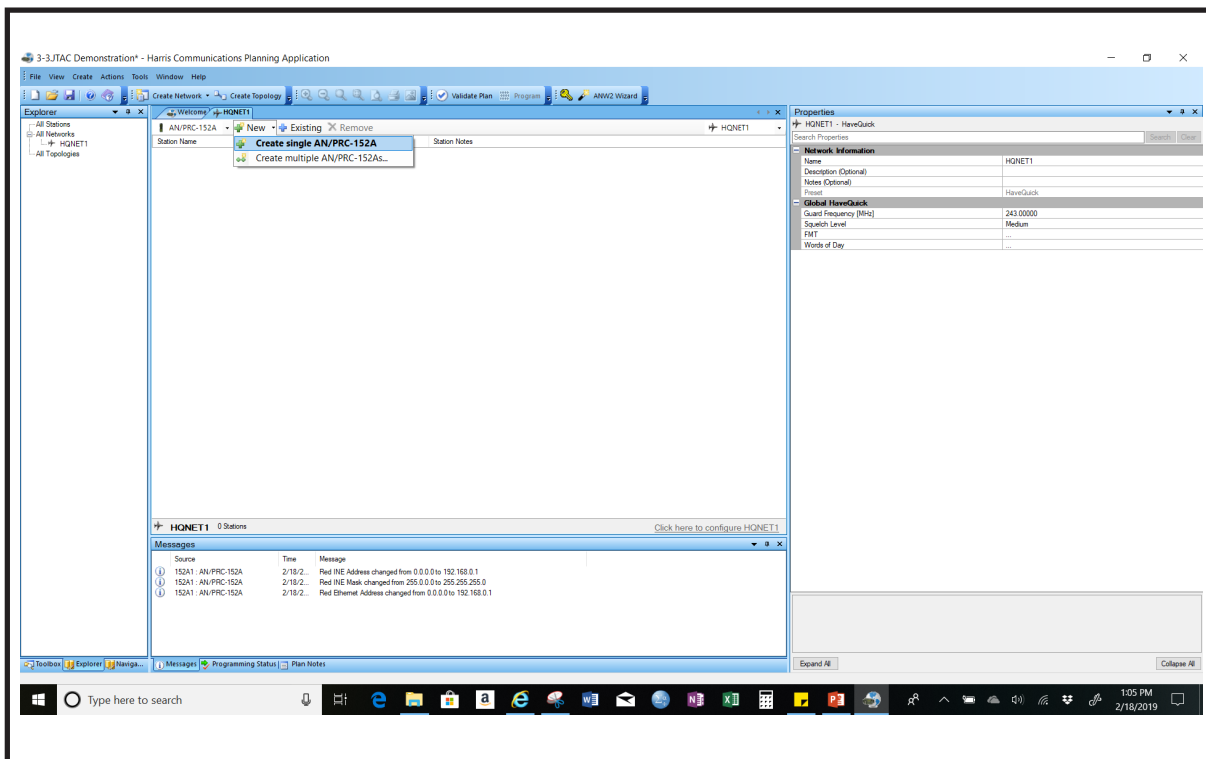 3-3.JTAC Demonstration* - Harris Communications Planning Application
File View Create Actions Tools Window Help
Create Network Create Topology Validate Plan Program ANW2 Wizard
Explorer
All Stations
All Networks
HQNET1
All Topologies
Welcome HQNET1
AN/PRC-152A New Existing Remove HQNET1
Station Name Station Notes
Create single AN/PRC-152A
Create multiple AN/PRC-152As...
HQNET1 0 Stations Click here to configure HQNET1
Messages
Source Time Message
152A1 : AN/PRC-152A 2/18/2... Red INE Address changed from 0.0.0.0 to 192.168.0.1
152A1 : AN/PRC-152A 2/18/2... Red INE Mask changed from 255.0.0.0 to 255.255.255.0
152A1 : AN/PRC-152A 2/18/2... Red Ethernet Address changed from 0.0.0.0 to 192.168.0.1
Properties
HQNET1 - HaveQuick
Search Properties Search Clear
Network Information
Name HQNET1
Description (Optional)
Notes (Optional)
Preset HaveQuick
Global HaveQuick
Guard Frequency [MHz] 243.00000
Squelch Level Medium
FMT ...
Words of Day ...
Expand All Collapse All
Toolbox Explorer Naviga... Messages Programming Status Plan Notes
Type here to search
1:05 PM
2/18/2019